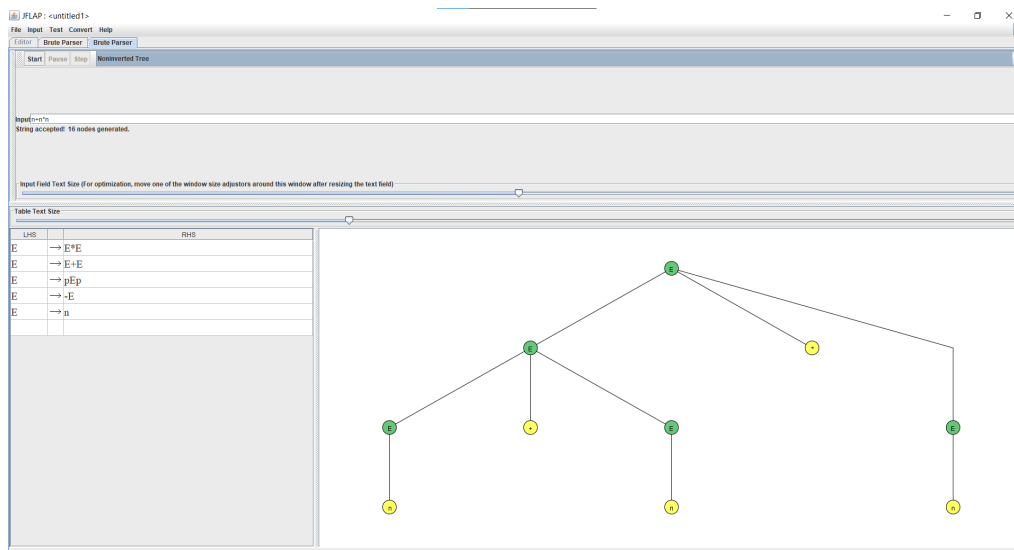 JFLAP : <untitled1>
File Input Test Convert Help
Editor Brute Parser Brute Parser
Start Pause Step Noninverted Tree
Input n+n*n
String accepted! 16 nodes generated.
Input Field Text Size (For optimization, move one of the window size adjustors around this window after resizing the text field)
Table Text Size
LHS RHS
E → E*E
E → E+E
E → pEp
E → -E
E → n
E
E *
E + E E
n n n